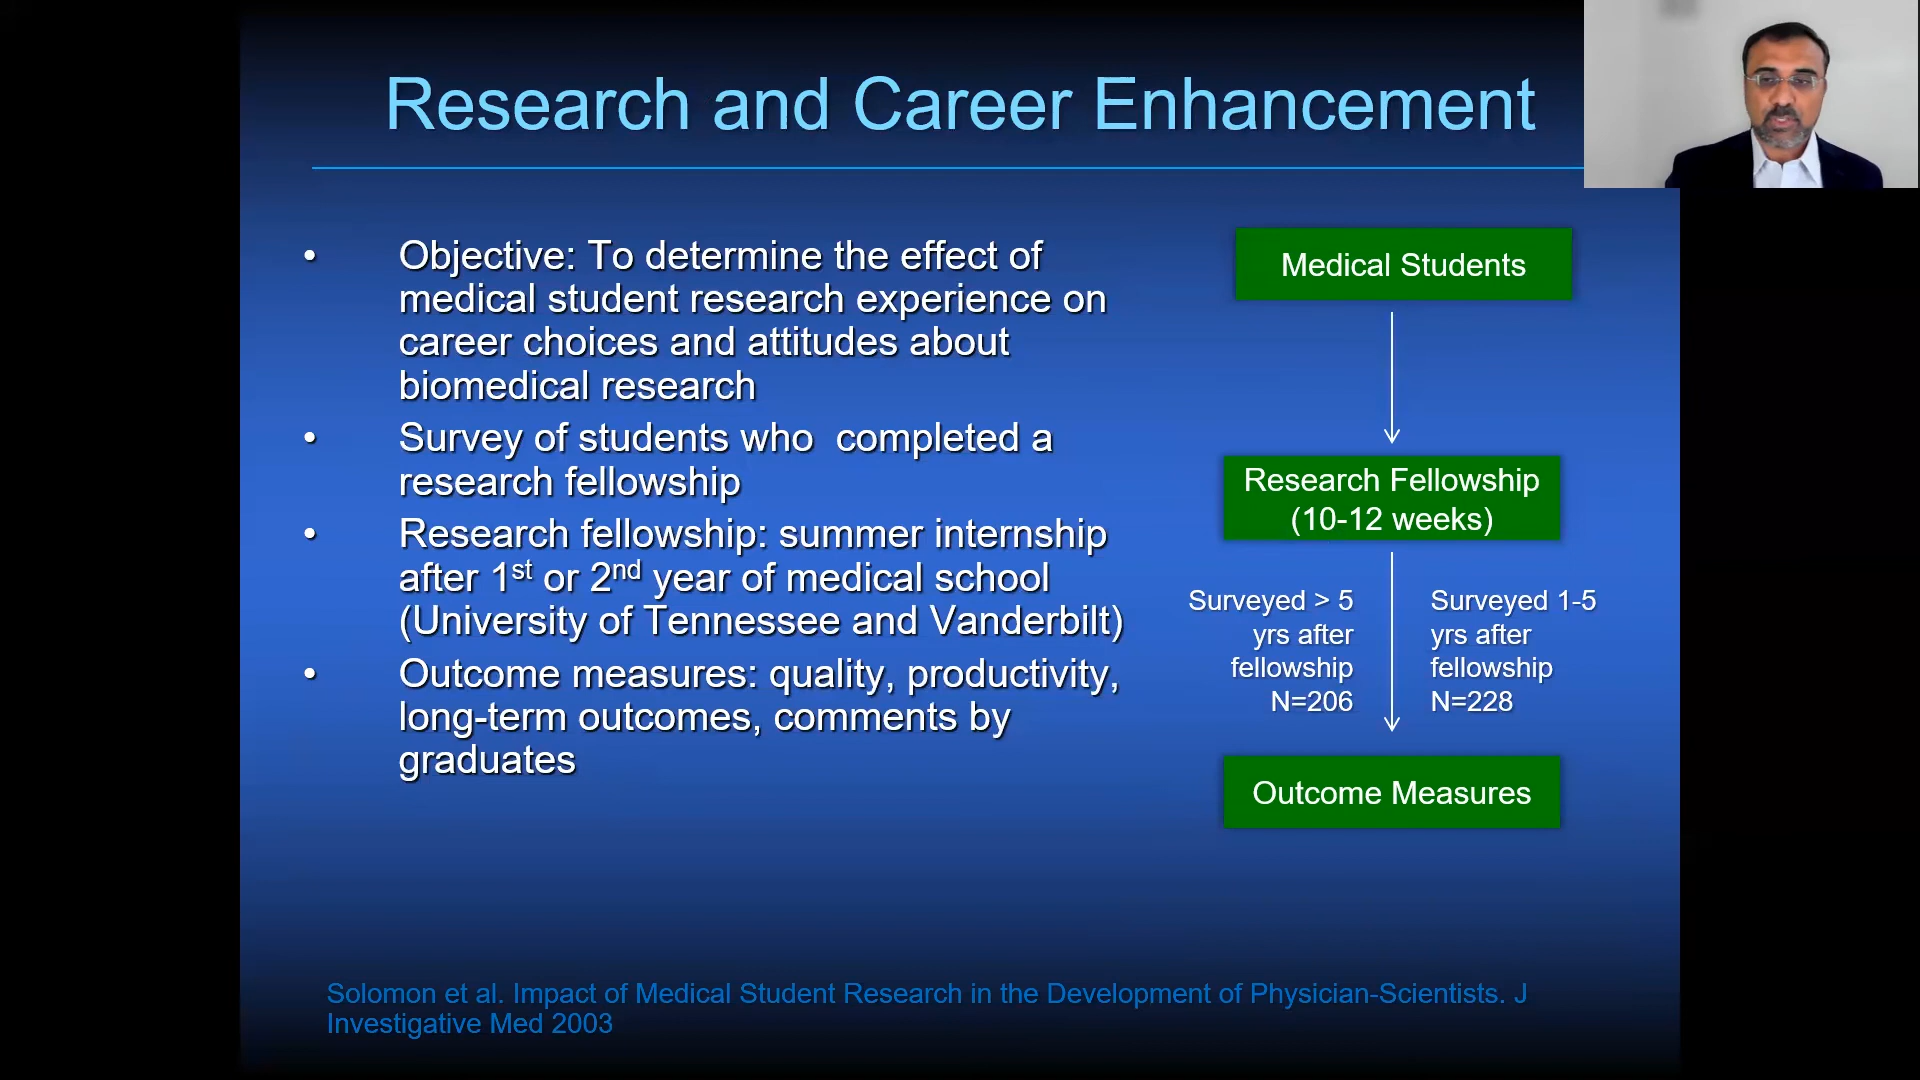 Research and Career Enhancement
• Objective: To determine the effect of
medical student research experience on
career choices and attitudes about
biomedical research
• Survey of students who  completed a
research fellowship
• Research fellowship: summer internship
after 1st or 2nd year of medical school
(University of Tennessee and Vanderbilt)
• Outcome measures: quality, productivity,
long-term outcomes, comments by
graduates
Medical Students
Research Fellowship
(10-12 weeks)
Surveyed > 5
yrs after
fellowship
N=206
Surveyed 1-5
yrs after
fellowship
N=228
Outcome Measures
Solomon et al. Impact of Medical Student Research in the Development of Physician-Scientists. J
Investigative Med 2003